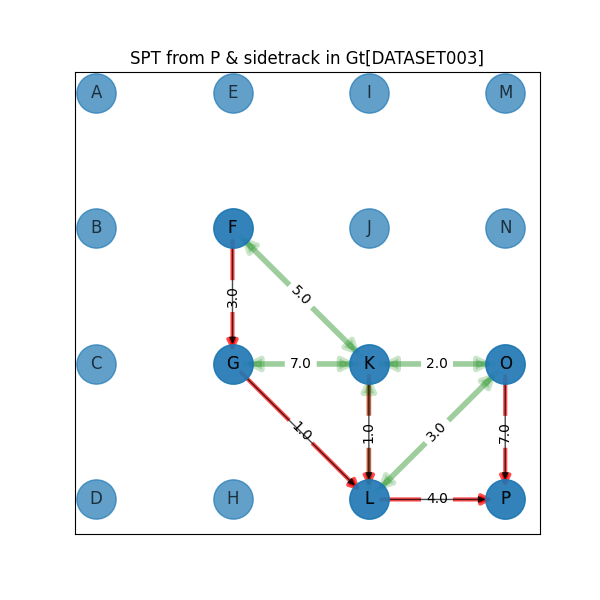 SPT from P & sidetrack in Gt[DATASET003]
A E I M
B F J N
3.0 5.0
C G 7.0 K 2.0 O
1.0 1.0 3.0 7.0
D H L 4.0 P